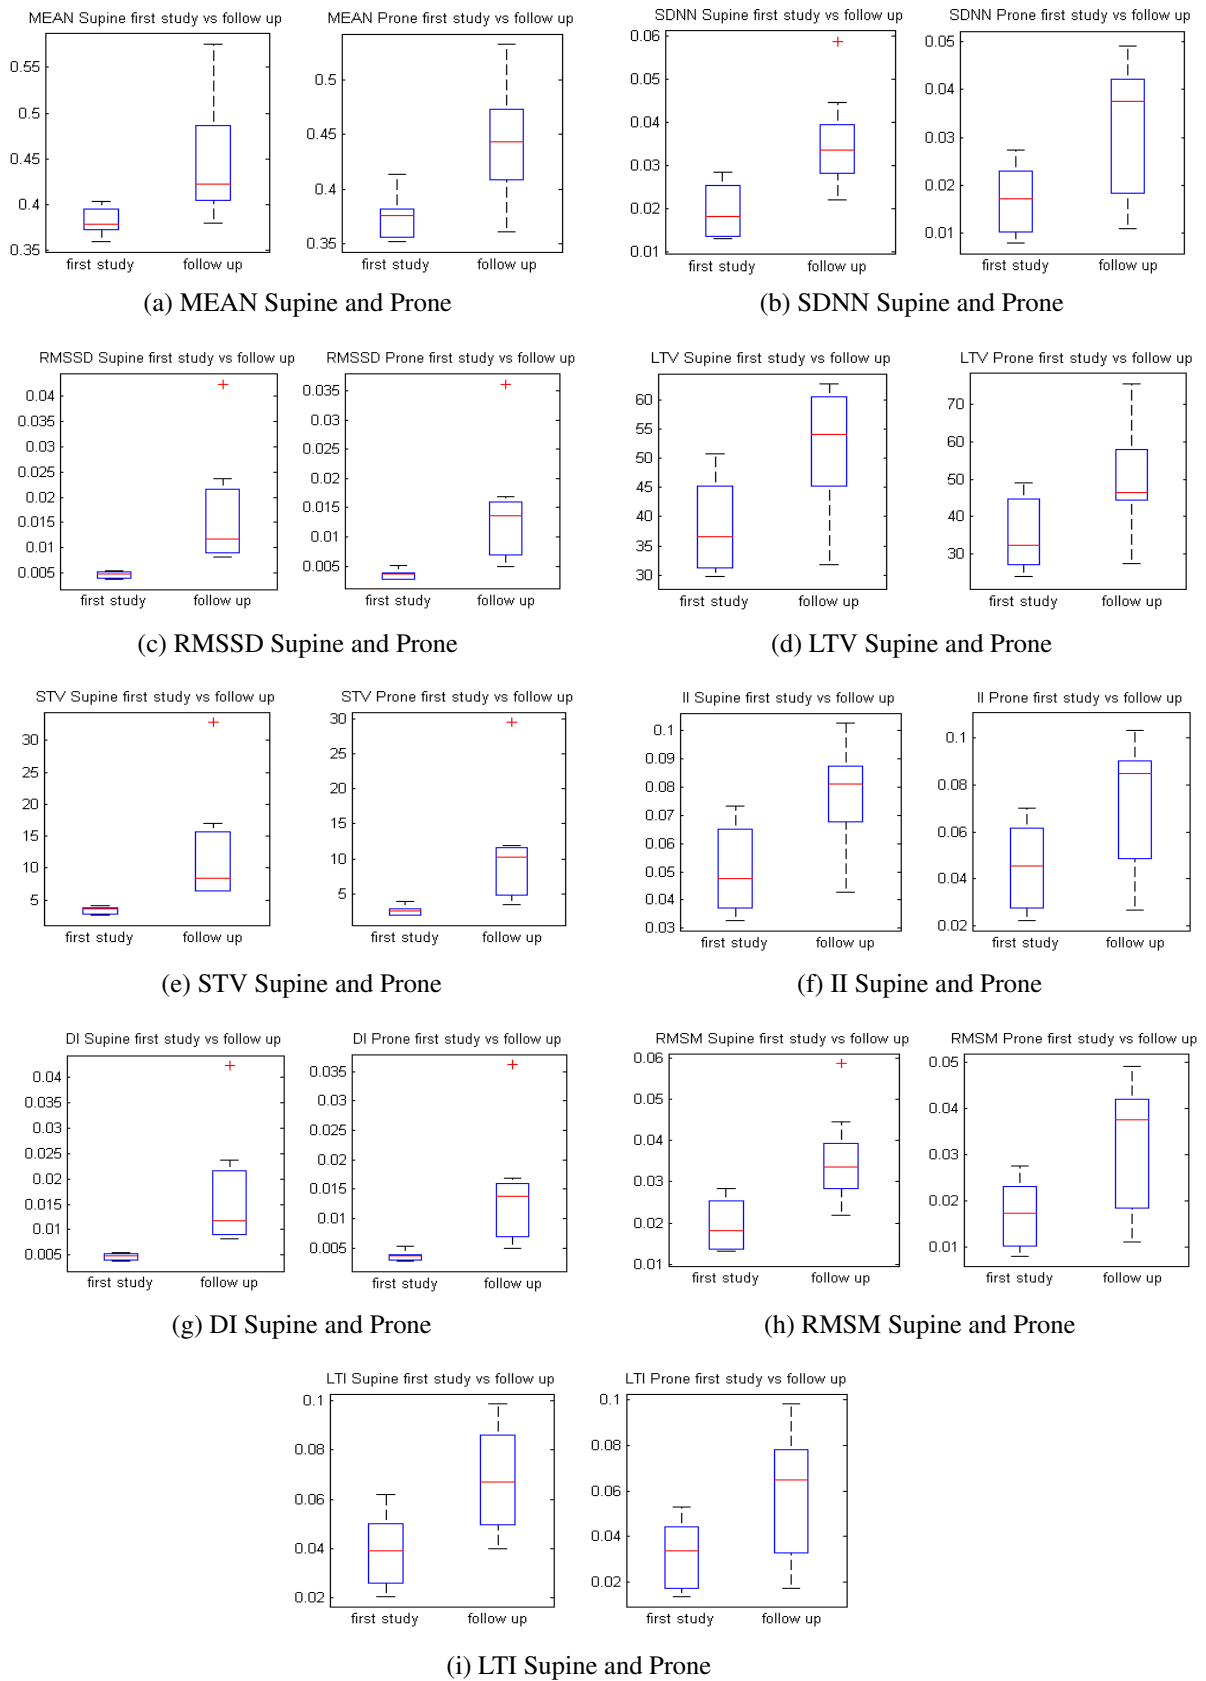 MEAN Supine first study vs follow up
0.55
0.5
0.45
0.4
0.35
first study follow up
MEAN Prone first study vs follow up
0.5
0.45
0.4
0.35
first study follow up
(a) MEAN Supine and Prone
SDNN Supine first study vs follow up
0.06
0.05
0.04
0.03
0.02
0.01
first study follow up
SDNN Prone first study vs follow up
0.05
0.04
0.03
0.02
0.01
first study follow up
(b) SDNN Supine and Prone
RMSSD Supine first study vs follow up
0.04
0.035
0.03
0.025
0.02
0.015
0.01
0.005
first study follow up
RMSSD Prone first study vs follow up
0.035
0.03
0.025
0.02
0.015
0.01
0.005
first study follow up
(c) RMSSD Supine and Prone
LTV Supine first study vs follow up
60
55
50
45
40
35
30
first study follow up
LTV Prone first study vs follow up
70
60
50
40
30
first study follow up
(d) LTV Supine and Prone
STV Supine first study vs follow up
30
25
20
15
10
5
first study follow up
STV Prone first study vs follow up
30
25
20
15
10
5
first study follow up
(e) STV Supine and Prone
II Supine first study vs follow up
0.1
0.09
0.08
0.07
0.06
0.05
0.04
0.03
first study follow up
II Prone first study vs follow up
0.1
0.08
0.06
0.04
0.02
first study follow up
(f) II Supine and Prone
DI Supine first study vs follow up
0.04
0.035
0.03
0.025
0.02
0.015
0.01
0.005
first study follow up
DI Prone first study vs follow up
0.035
0.03
0.025
0.02
0.015
0.01
0.005
first study follow up
(g) DI Supine and Prone
RMSM Supine first study vs follow up
0.06
0.05
0.04
0.03
0.02
0.01
first study follow up
RMSM Prone first study vs follow up
0.05
0.04
0.03
0.02
0.01
first study follow up
(h) RMSM Supine and Prone
LTI Supine first study vs follow up
0.1
0.08
0.06
0.04
0.02
first study follow up
LTI Prone first study vs follow up
0.1
0.08
0.06
0.04
0.02
first study follow up
(i) LTI Supine and Prone